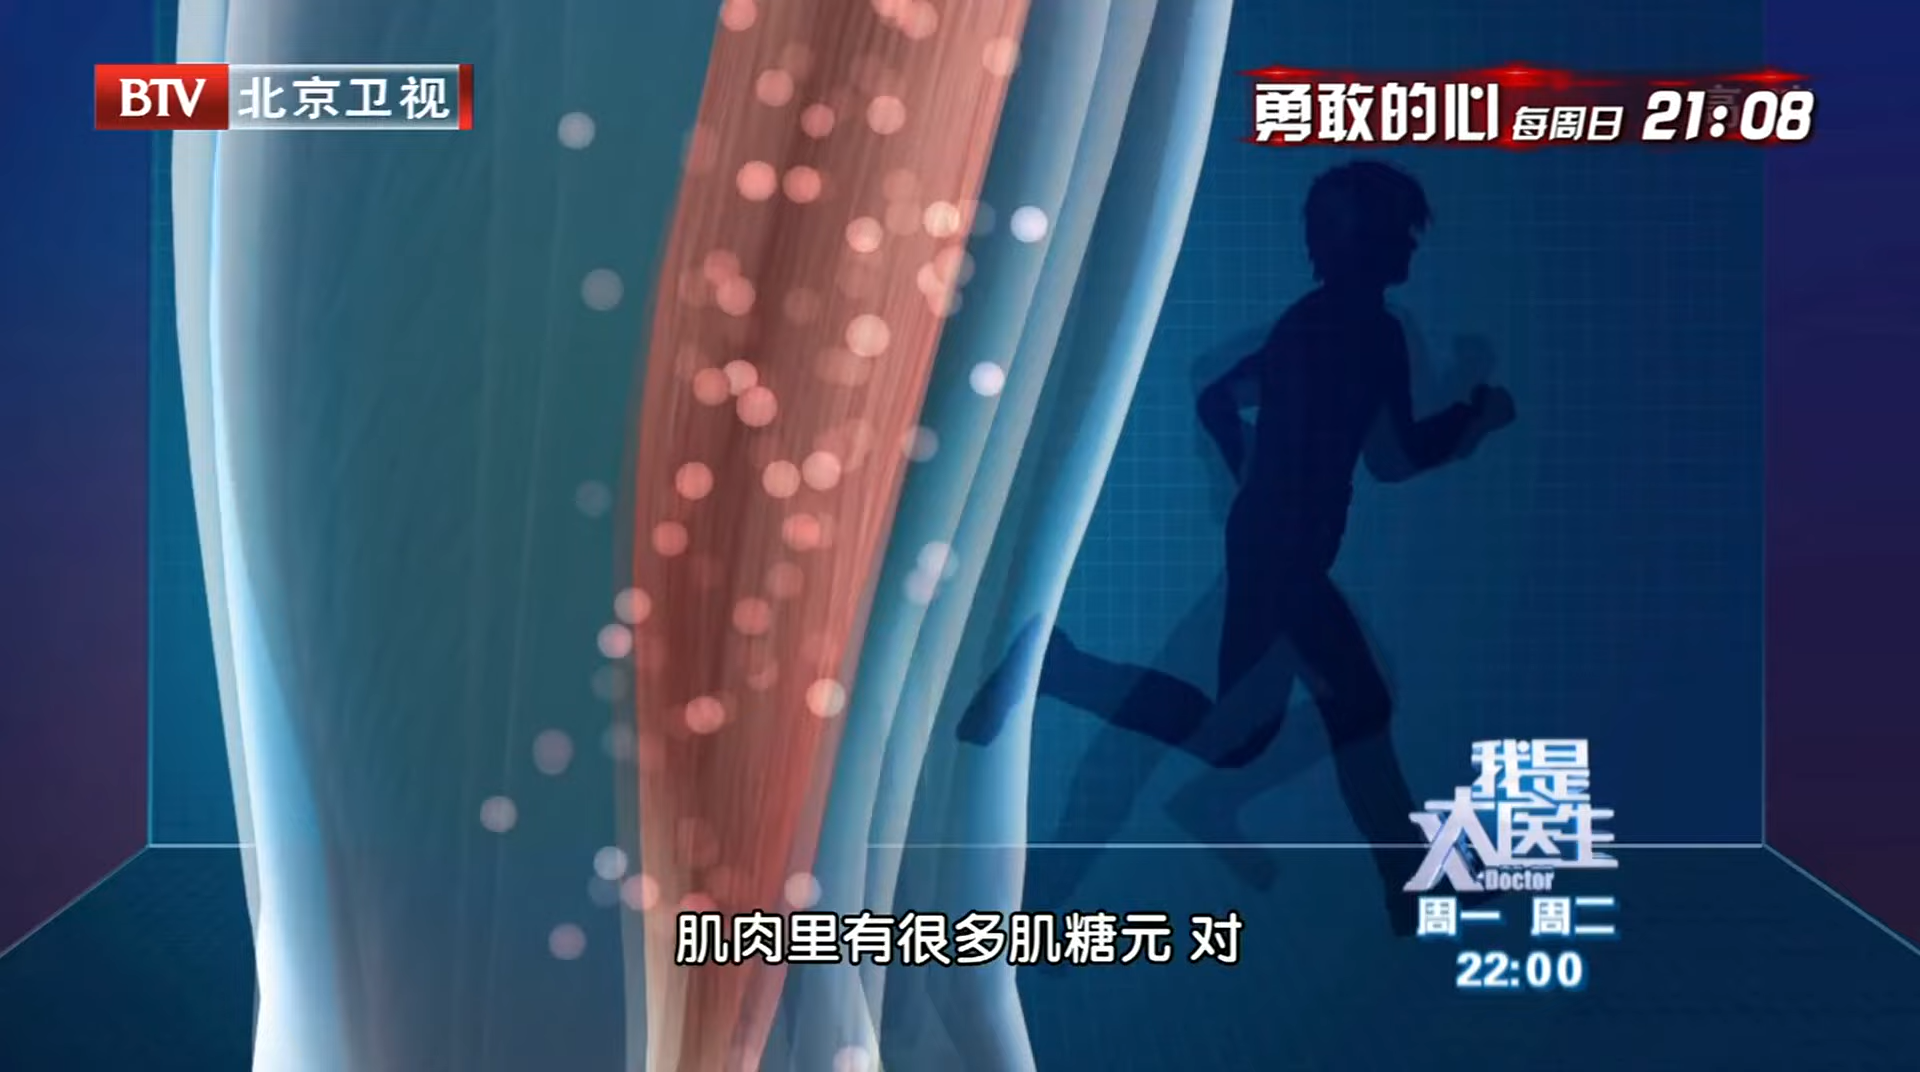 BTV 北京卫视
勇敢的心 每周日 21:08
我是
大医生
Doctor
周一 周二
22:00
肌肉里有很多肌糖元 对